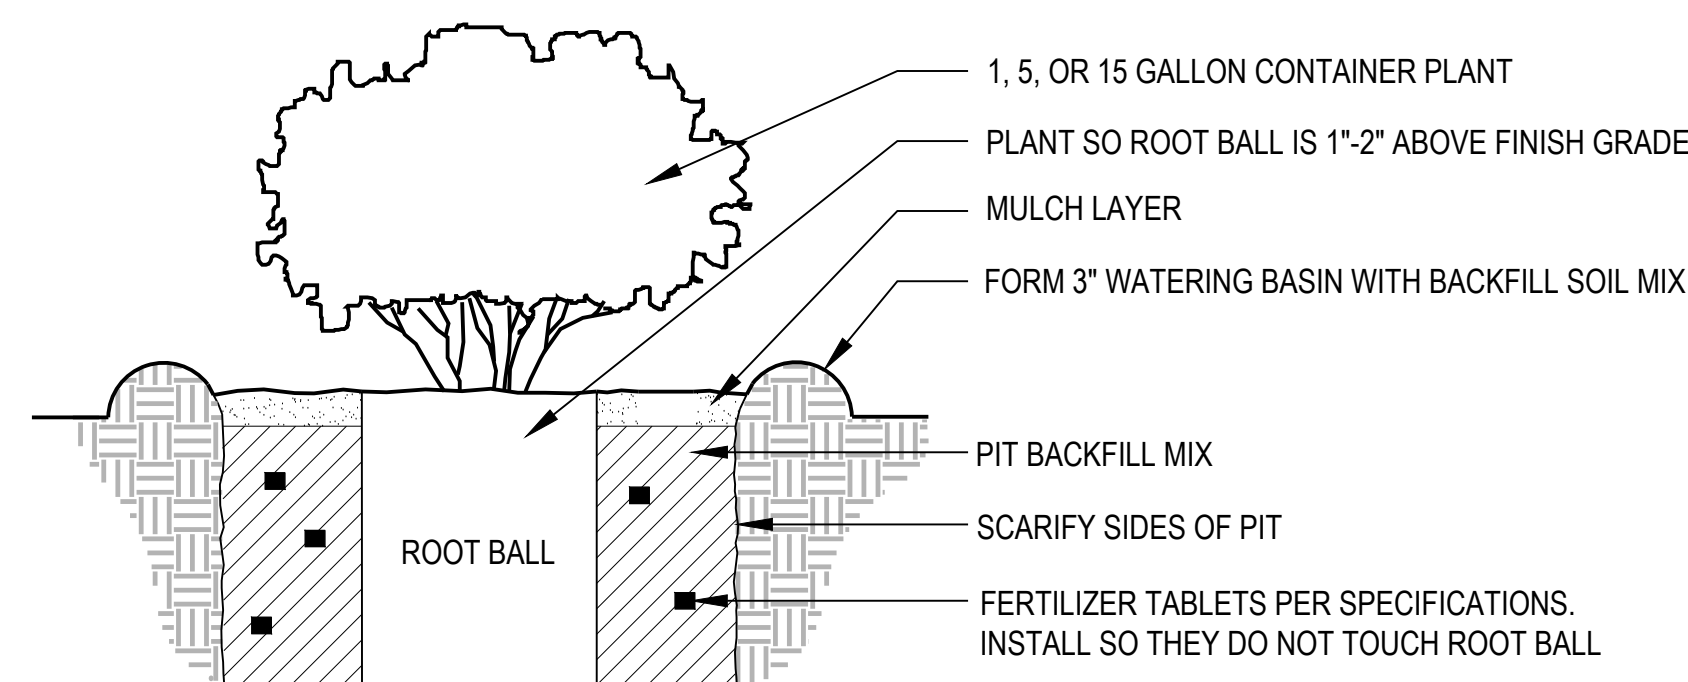 1, 5, OR 15 GALLON CONTAINER PLANT
PLANT SO ROOT BALL IS 1"-2" ABOVE FINISH GRADE
MULCH LAYER
FORM 3" WATERING BASIN WITH BACKFILL SOIL MIX
PIT BACKFILL MIX
SCARIFY SIDES OF PIT
ROOT BALL
FERTILIZER TABLETS PER SPECIFICATIONS.
INSTALL SO THEY DO NOT TOUCH ROOT BALL